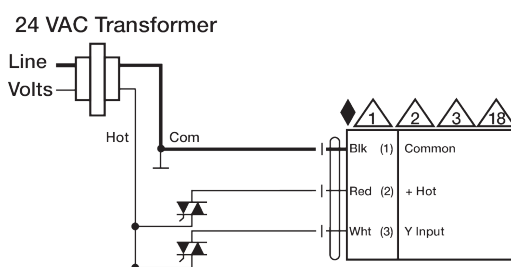 24 VAC Transformer
Line
Volts
Hot
Com
1 2 3 18
Blk (1) Common
Red (2) + Hot
Wht (3) Y Input